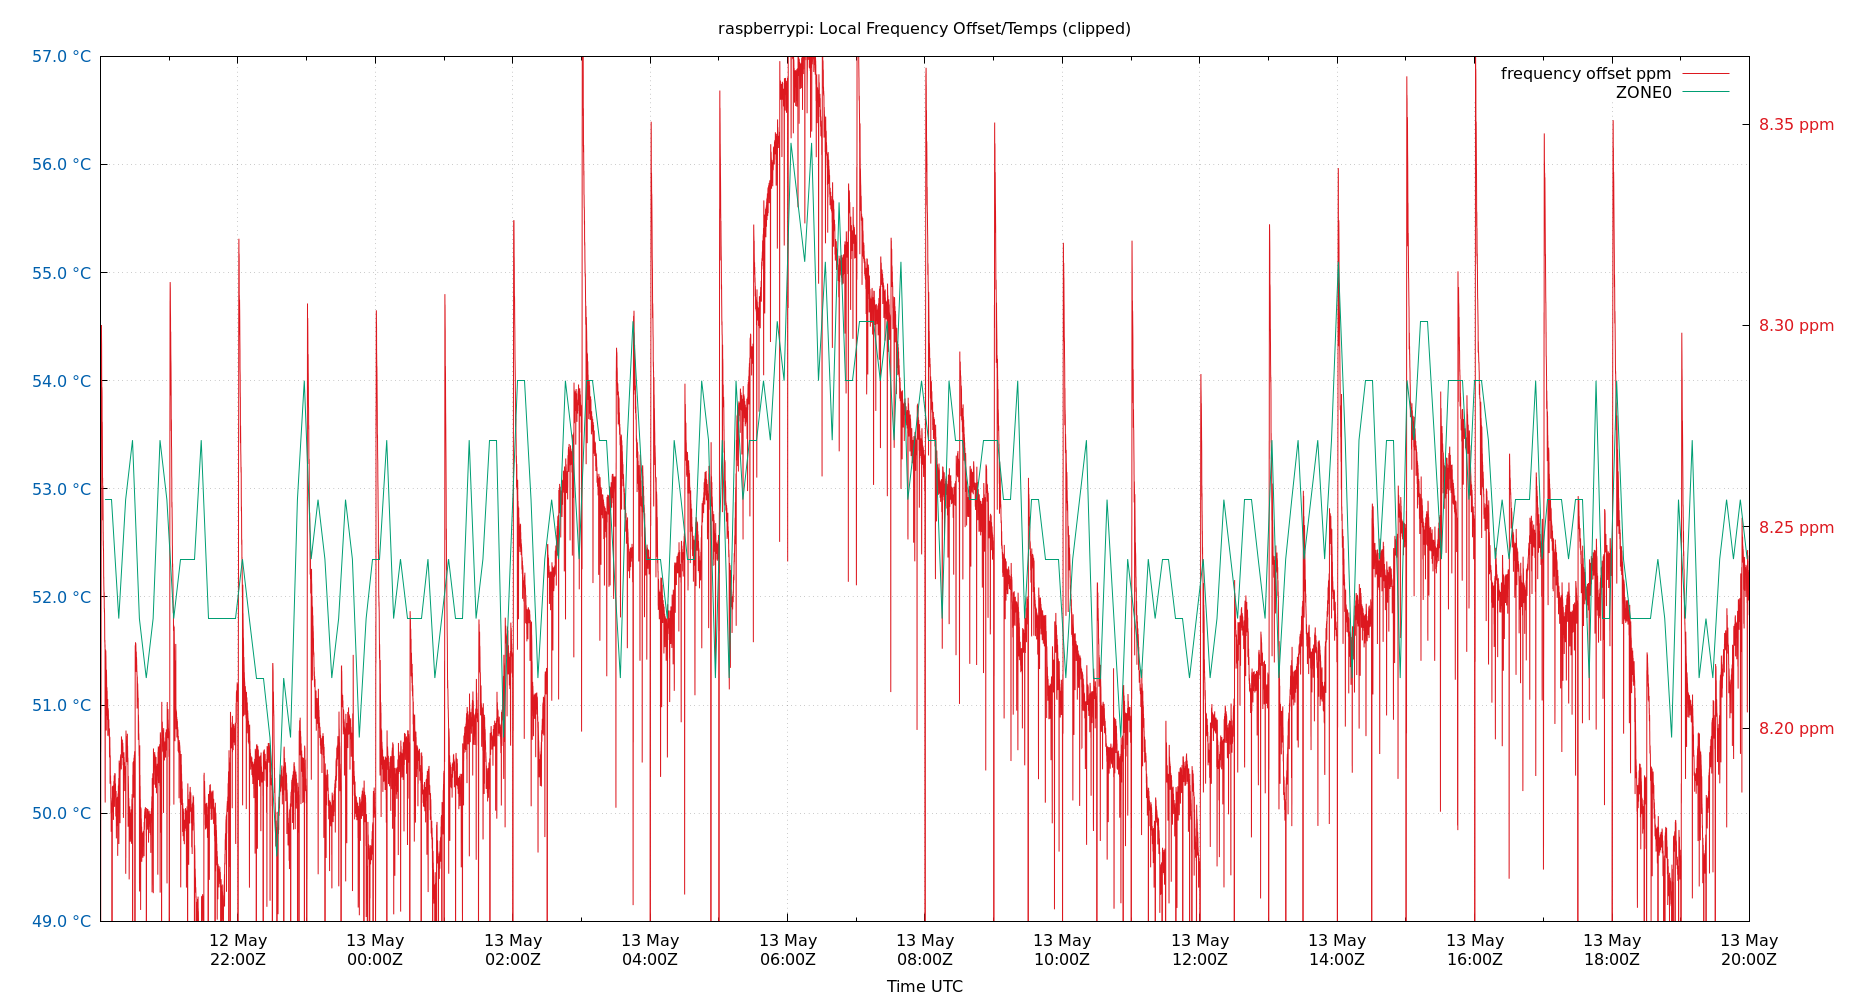 raspberrypi: Local Frequency Offset/Temps (clipped)
57.0 °C
56.0 °C
55.0 °C
54.0 °C
53.0 °C
52.0 °C
51.0 °C
50.0 °C
49.0 °C
frequency offset ppm
ZONE0
8.35 ppm
8.30 ppm
8.25 ppm
8.20 ppm
12 May
22:00Z
13 May
00:00Z
13 May
02:00Z
13 May
04:00Z
13 May
06:00Z
13 May
08:00Z
13 May
10:00Z
13 May
12:00Z
13 May
14:00Z
13 May
16:00Z
13 May
18:00Z
13 May
20:00Z
Time UTC